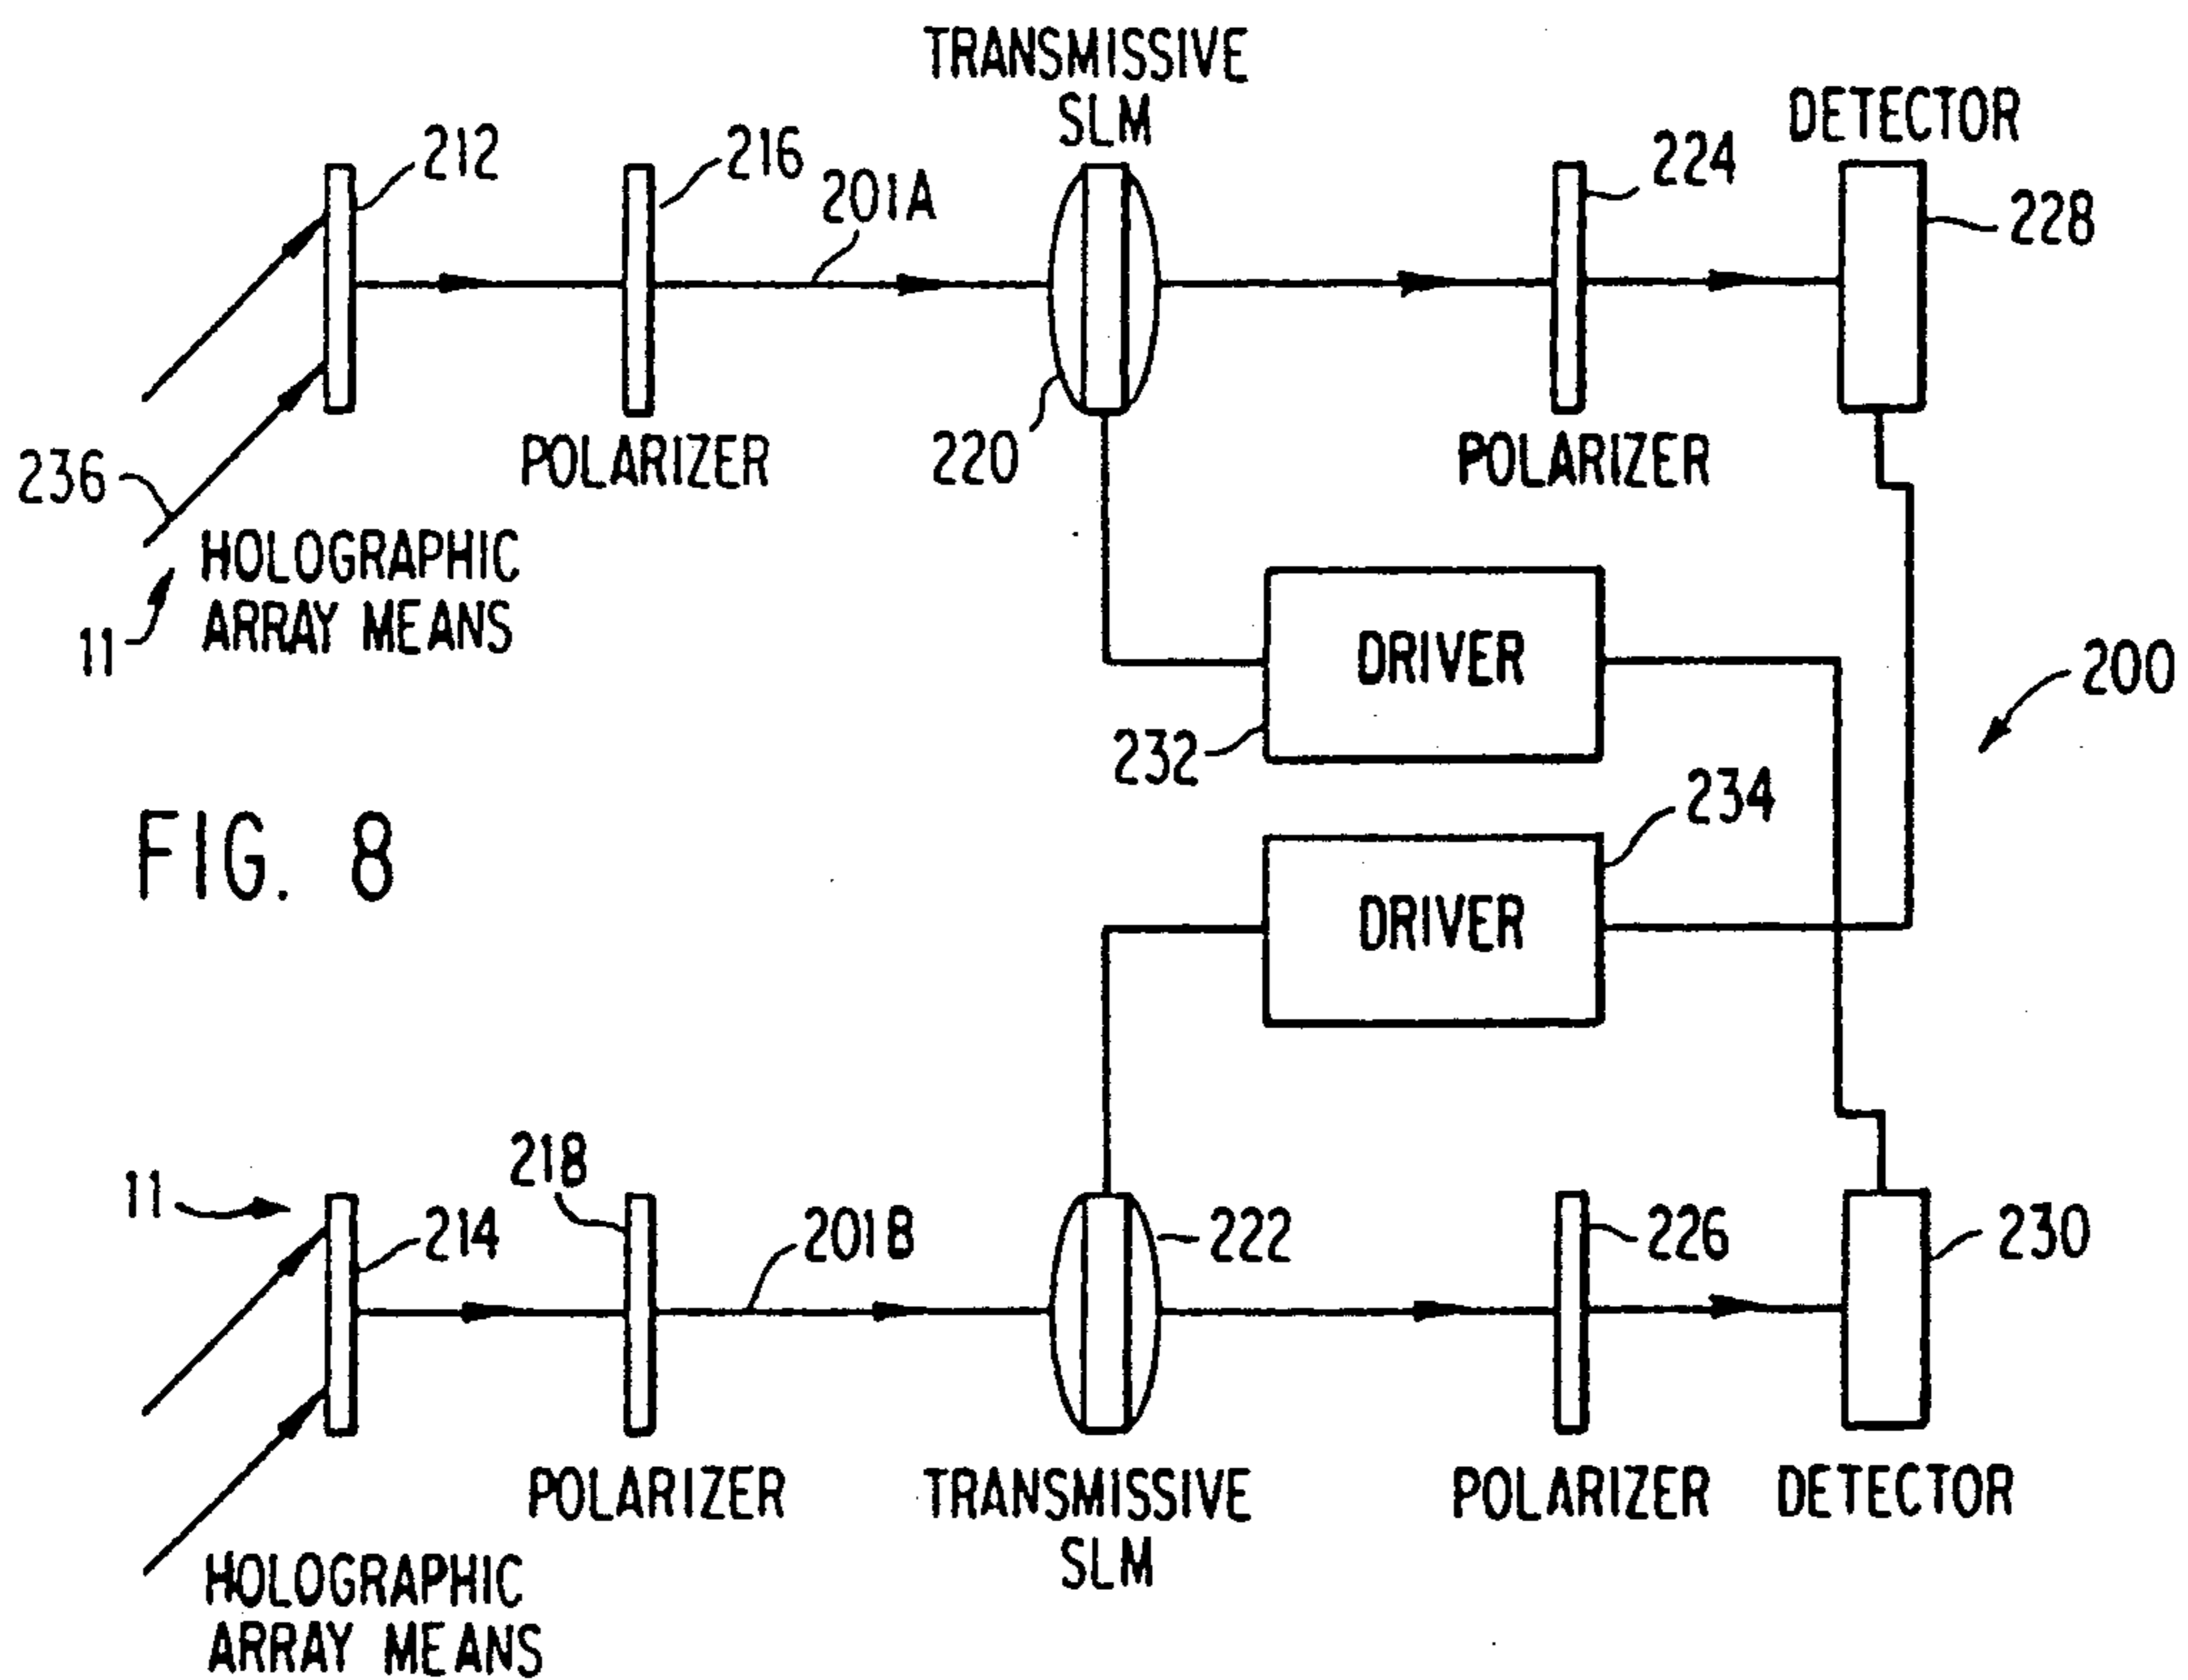 TRANSMISSIVE
SLM
DETECTOR
212
216
201A
224
228
POLARIZER
220
POLARIZER
236
HOLOGRAPHIC
ARRAY MEANS
11
DRIVER
232
200
FIG. 8
234
DRIVER
11
214
218
201B
222
226
230
POLARIZER
TRANSMISSIVE
SLM
POLARIZER
DETECTOR
HOLOGRAPHIC
ARRAY MEANS